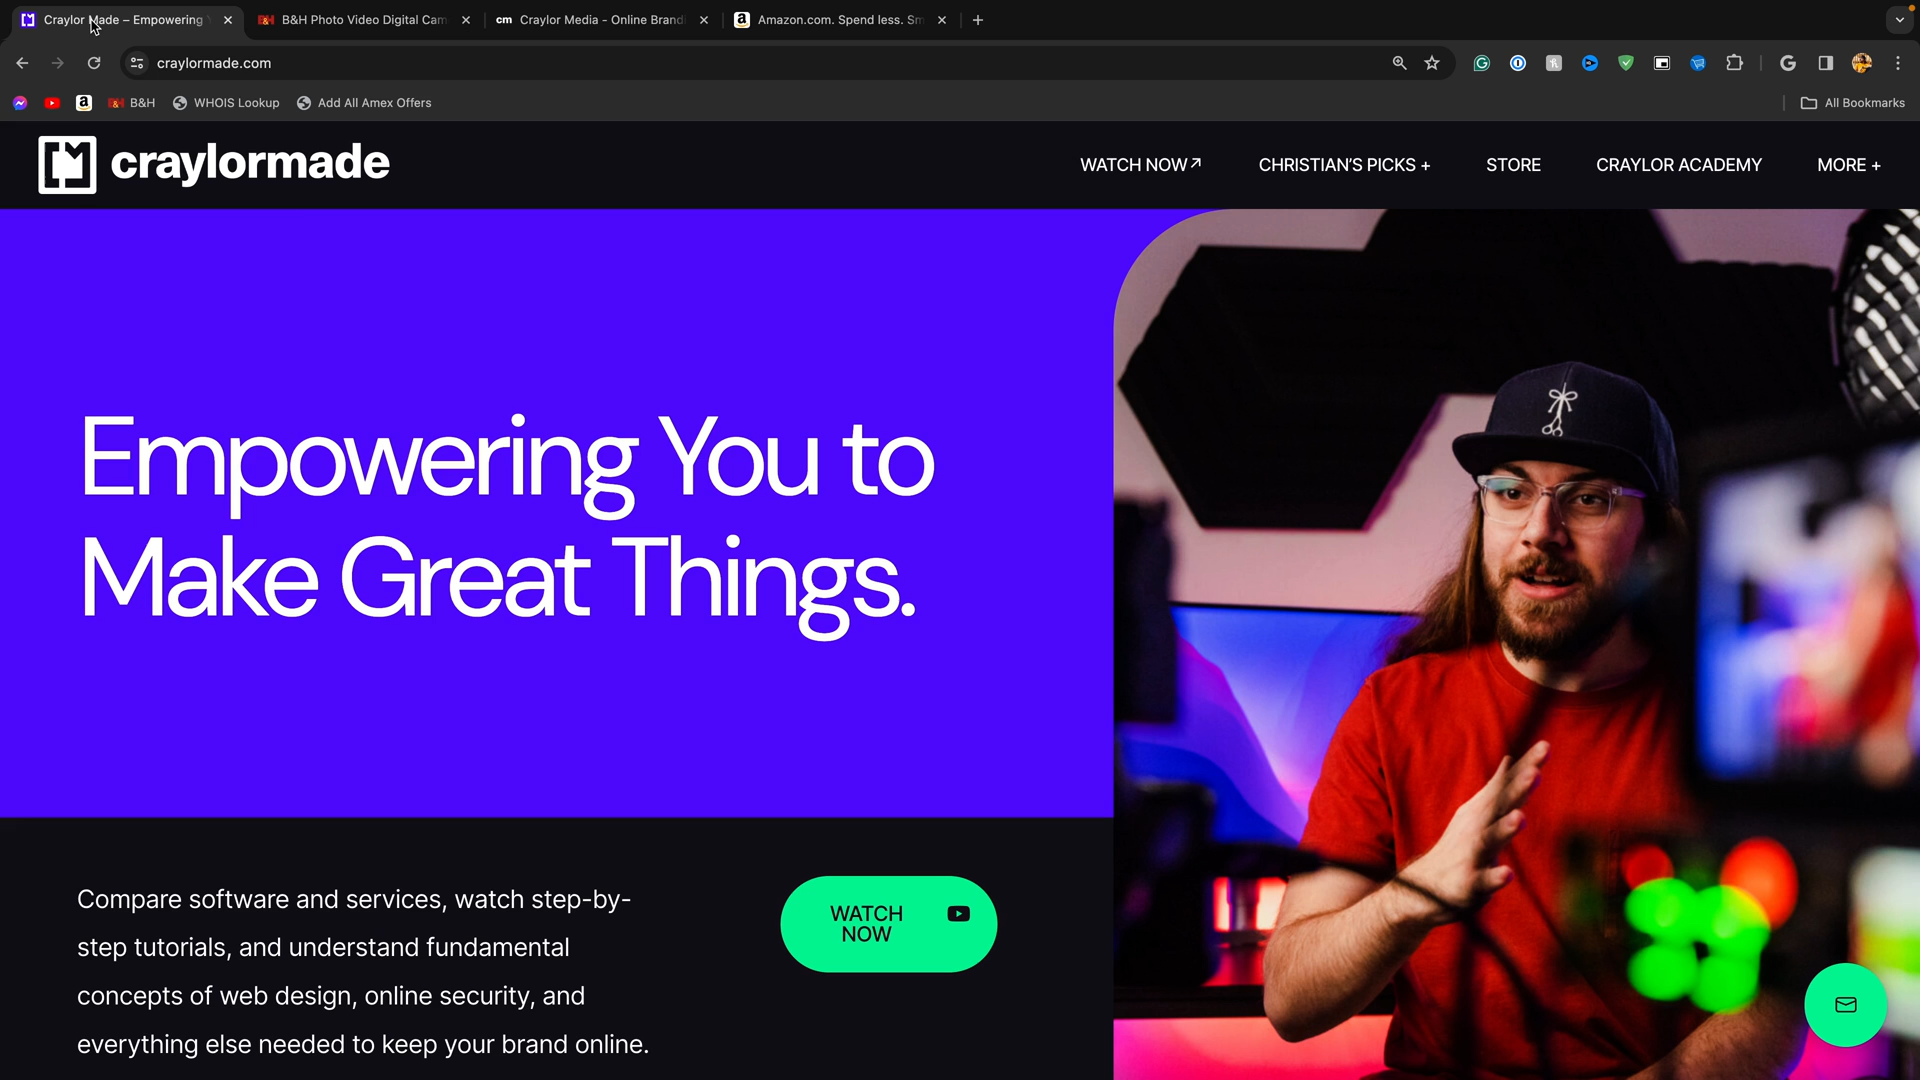 Craylor Made – Empowering
B&H Photo Video Digital Cam
cm Craylor Media - Online Brand
Amazon.com. Spend less. Sm
craylormade.com
B&H
WHOIS Lookup
Add All Amex Offers
All Bookmarks
craylormade
WATCH NOW↗
CHRISTIAN'S PICKS +
STORE
CRAYLOR ACADEMY
MORE +
Empowering You to
Make Great Things.
Compare software and services, watch step-by-
step tutorials, and understand fundamental
concepts of web design, online security, and
everything else needed to keep your brand online.
WATCH
NOW